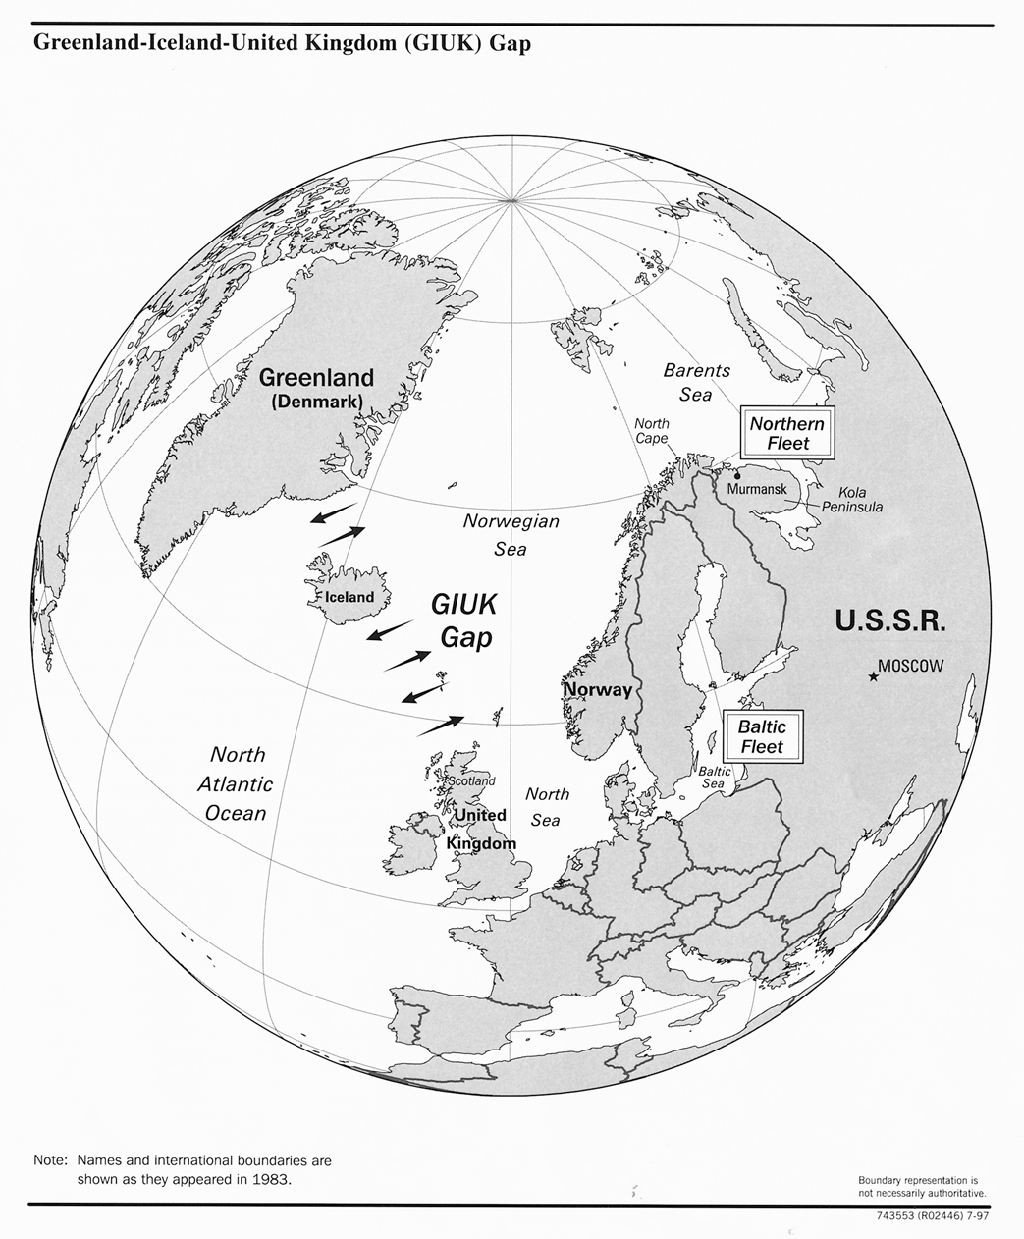 Greenland-Iceland-United Kingdom (GIUK) Gap
Greenland
(Denmark)
Barents
Sea
North
Cape
Northern
Fleet
Murmansk
Kola
Peninsula
Norwegian
Sea
Iceland
GIUK
Gap
U.S.S.R.
MOSCOW
Norway
Baltic
Fleet
Baltic
Sea
North
Atlantic
Ocean
Scotland
United
Kingdom
North
Sea
Note: Names and international boundaries are
shown as they appeared in 1983.
Boundary representation is
not necessarily authoritative.
743553 (R02446) 7-97